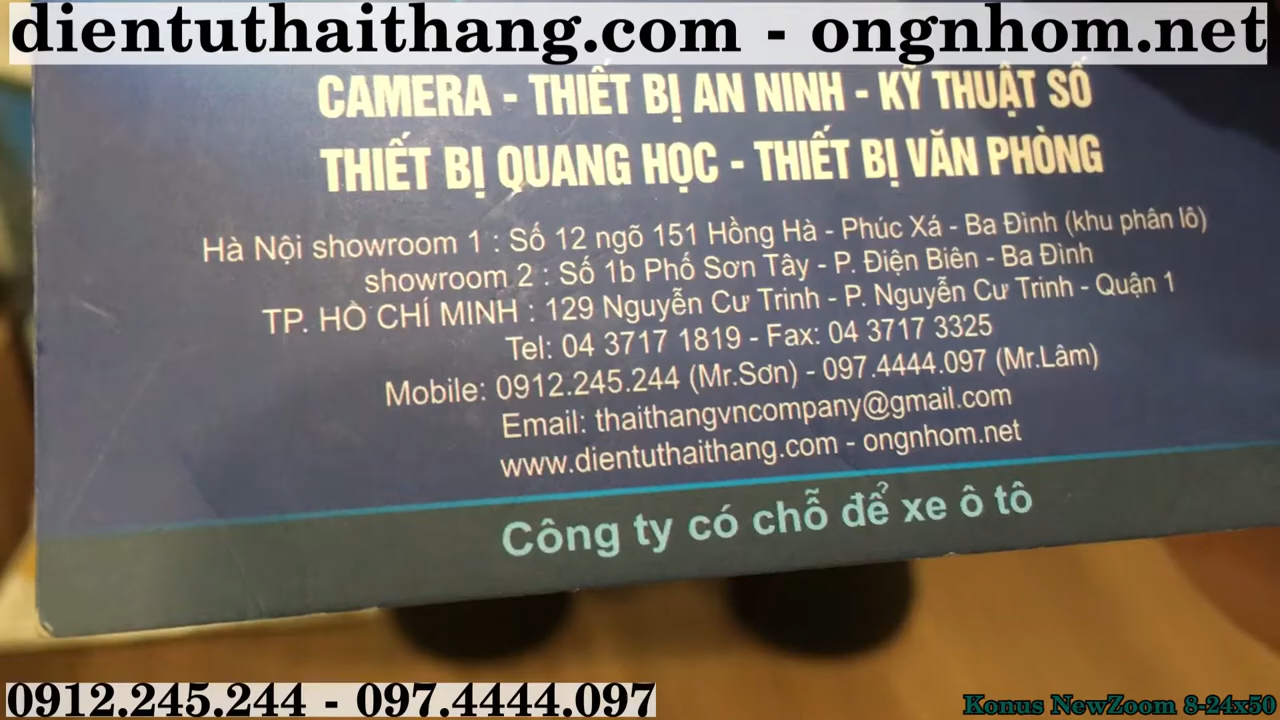 dientuthaithang.com - ongnhom.net
CAMERA - THIẾT BỊ AN NINH - KỸ THUẬT SỐ
THIẾT BỊ QUANG HỌC - THIẾT BỊ VĂN PHÒNG
Hà Nội showroom 1 : Số 12 ngõ 151 Hồng Hà - Phúc Xá - Ba Đình (khu phân lô)
showroom 2 : Số 1b Phố Sơn Tây - P. Điện Biên - Ba Đình
TP. HỒ CHÍ MINH : 129 Nguyễn Cư Trinh - P. Nguyễn Cư Trinh - Quận 1
Tel: 04 3717 1819 - Fax: 04 3717 3325
Mobile: 0912.245.244 (Mr.Sơn) - 097.4444.097 (Mr.Lâm)
Email: thaithangvncompany@gmail.com
www.dientuthaithang.com - ongnhom.net
Công ty có chỗ để xe ô tô
0912.245.244 - 097.4444.097
Konus NewZoom 8-24x50